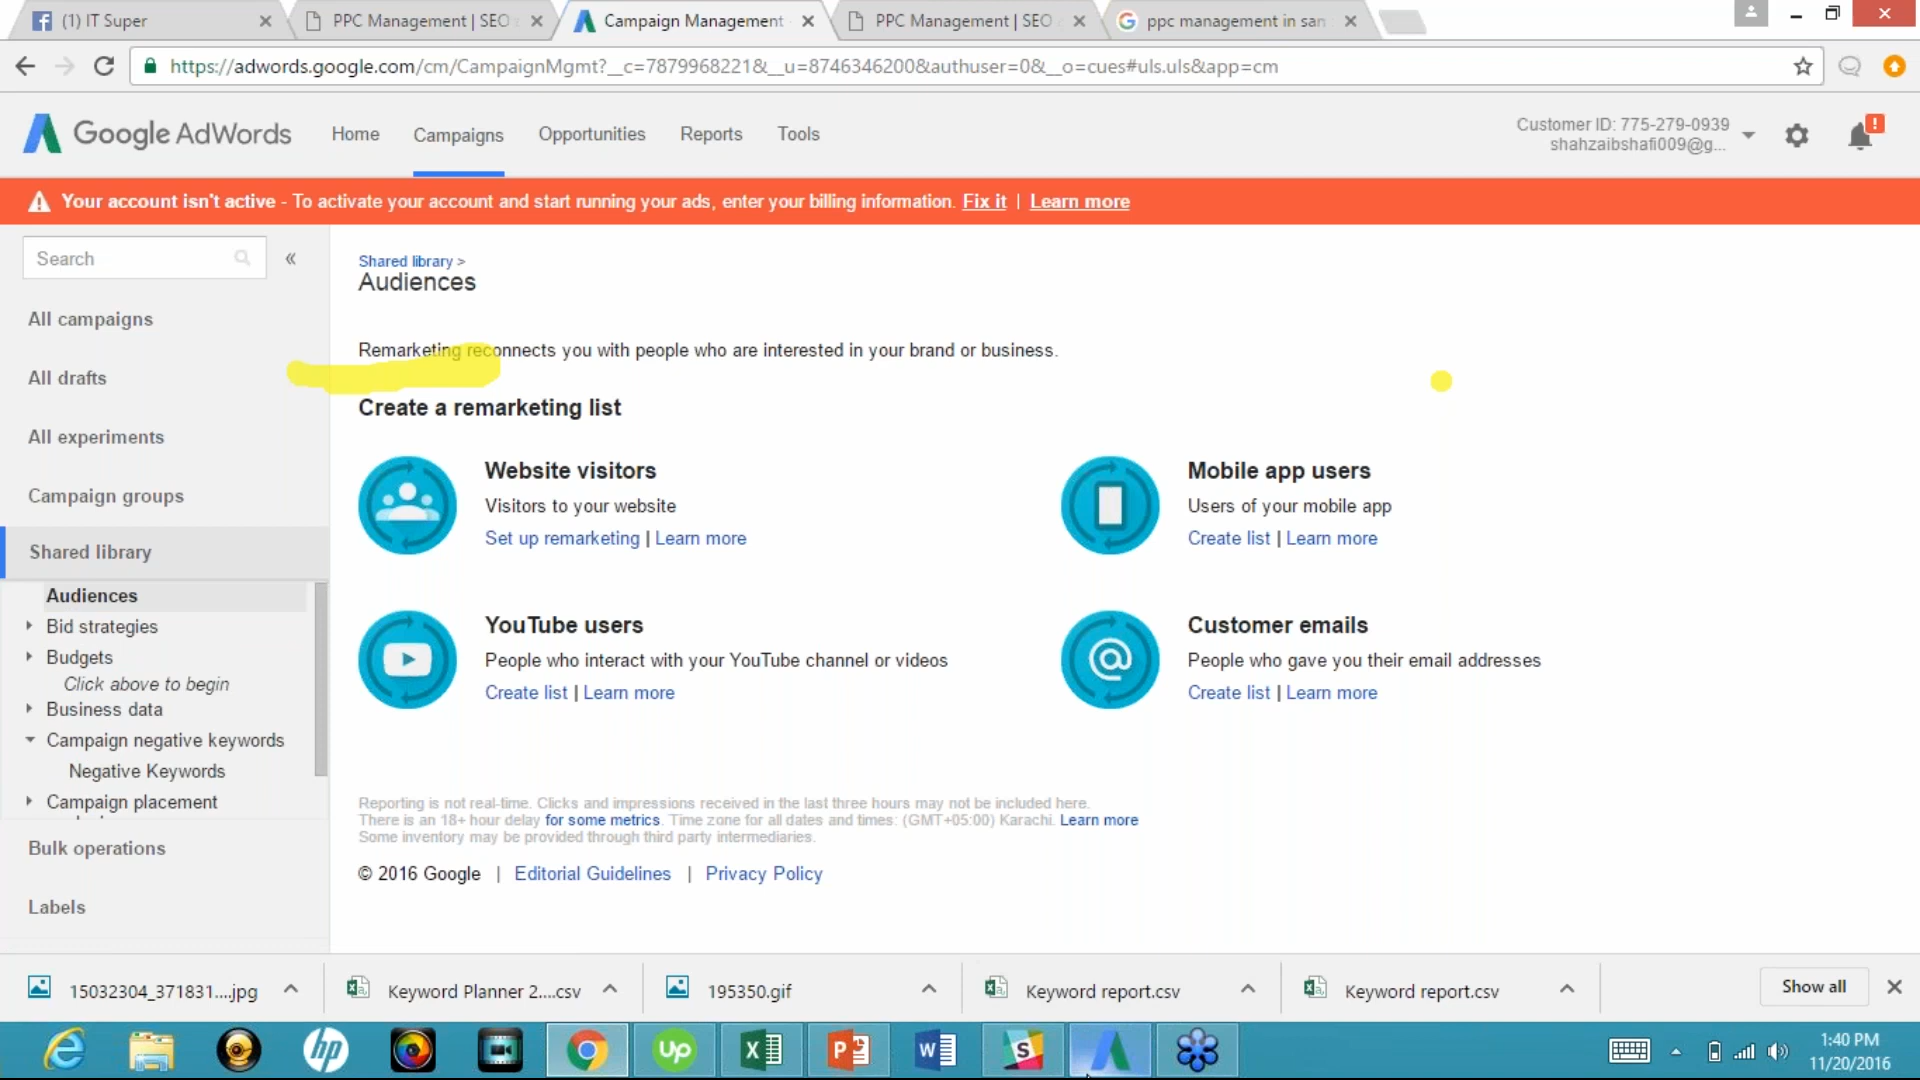 (1) IT Super
PPC Management | SEO
Campaign Management
PPC Management | SEO
ppc management in san
https://adwords.google.com/cm/CampaignMgmt?__c=7879968221&__u=8746346200&authuser=0&__o=cues#uls.uls&app=cm
Google AdWords
Home
Campaigns
Opportunities
Reports
Tools
Customer ID: 775-279-0939
shahzaibshafi009@g...
!
Your account isn't active - To activate your account and start running your ads, enter your billing information. Fix it | Learn more
Search
«
All campaigns
All drafts
All experiments
Campaign groups
Shared library
Audiences
Bid strategies
Budgets
Click above to begin
Business data
Campaign negative keywords
Negative Keywords
Campaign placement
Bulk operations
Labels
Shared library >
Audiences
Remarketing reconnects you with people who are interested in your brand or business.
Create a remarketing list
Website visitors
Visitors to your website
Set up remarketing | Learn more
Mobile app users
Users of your mobile app
Create list | Learn more
YouTube users
People who interact with your YouTube channel or videos
Create list | Learn more
@
Customer emails
People who gave you their email addresses
Create list | Learn more
Reporting is not real-time. Clicks and impressions received in the last three hours may not be included here.
There is an 18+ hour delay for some metrics. Time zone for all dates and times: (GMT+05:00) Karachi. Learn more
Some inventory may be provided through third party intermediaries.
© 2016 Google | Editorial Guidelines | Privacy Policy
15032304_371831....jpg
Keyword Planner 2....csv
195350.gif
Keyword report.csv
Keyword report.csv
Show all
hp
Up
X
P
W
S
1:40 PM
11/20/2016